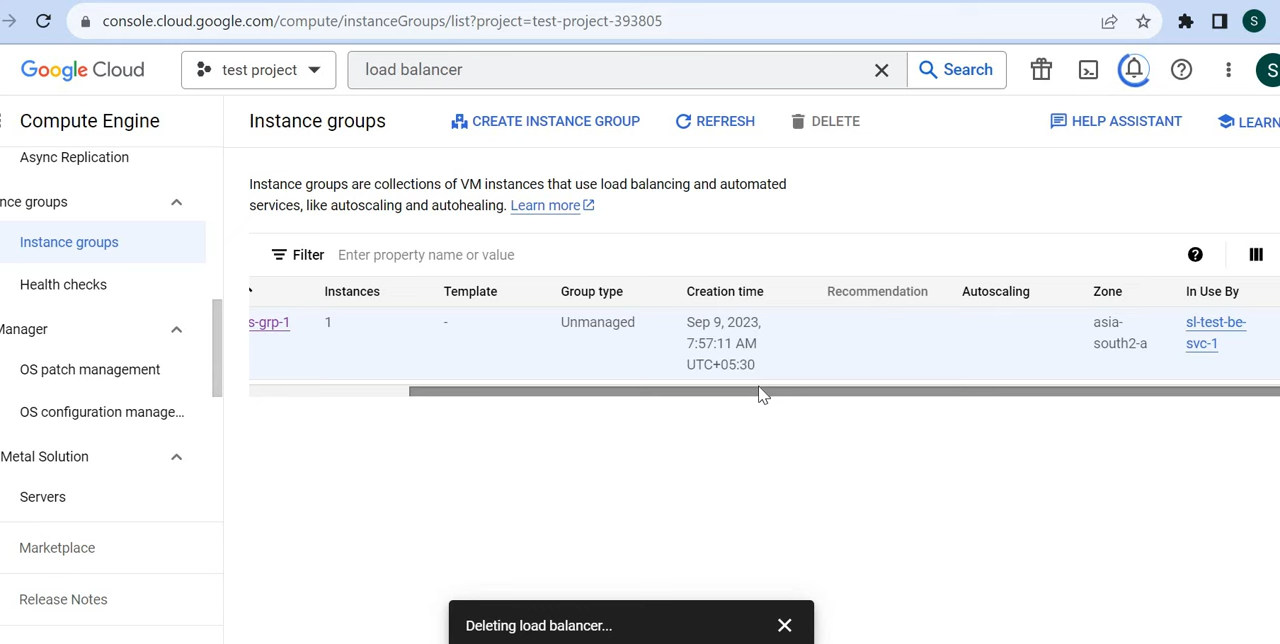 console.cloud.google.com/compute/instanceGroups/list?project=test-project-393805
S
Google Cloud
test project
load balancer
Search
S
Compute Engine
Instance groups
CREATE INSTANCE GROUP
REFRESH
DELETE
HELP ASSISTANT
LEARN
Async Replication
nce groups
Instance groups
Health checks
Manager
OS patch management
OS configuration manage...
Metal Solution
Servers
Marketplace
Release Notes
Instance groups are collections of VM instances that use load balancing and automated
services, like autoscaling and autohealing. Learn more
Filter Enter property name or value
Instances Template Group type Creation time Recommendation Autoscaling Zone In Use By
s-grp-1 1 - Unmanaged Sep 9, 2023, asia- sl-test-be-
7:57:11 AM south2-a svc-1
UTC+05:30
Deleting load balancer...